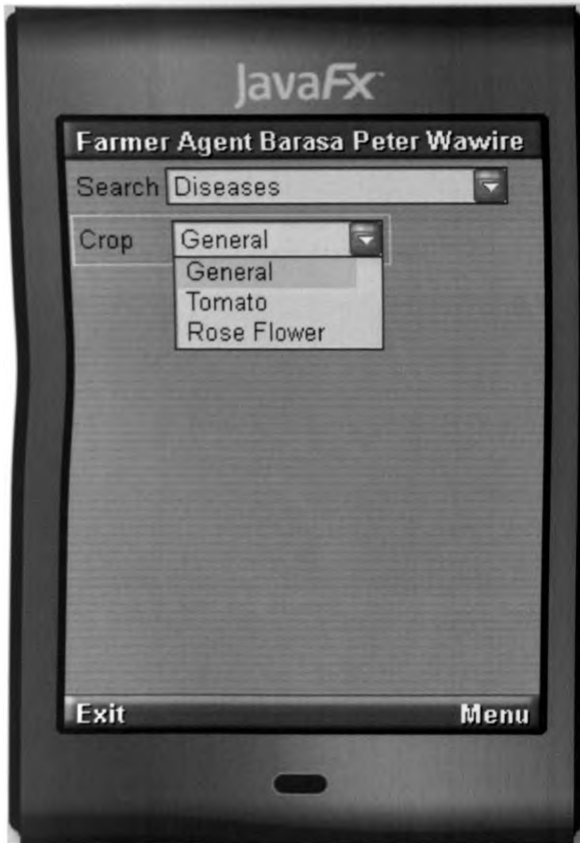 JavaFx
Farmer Agent Barasa Peter Wawire
Search Diseases
Crop General
General
Tomato
Rose Flower
Exit Menu